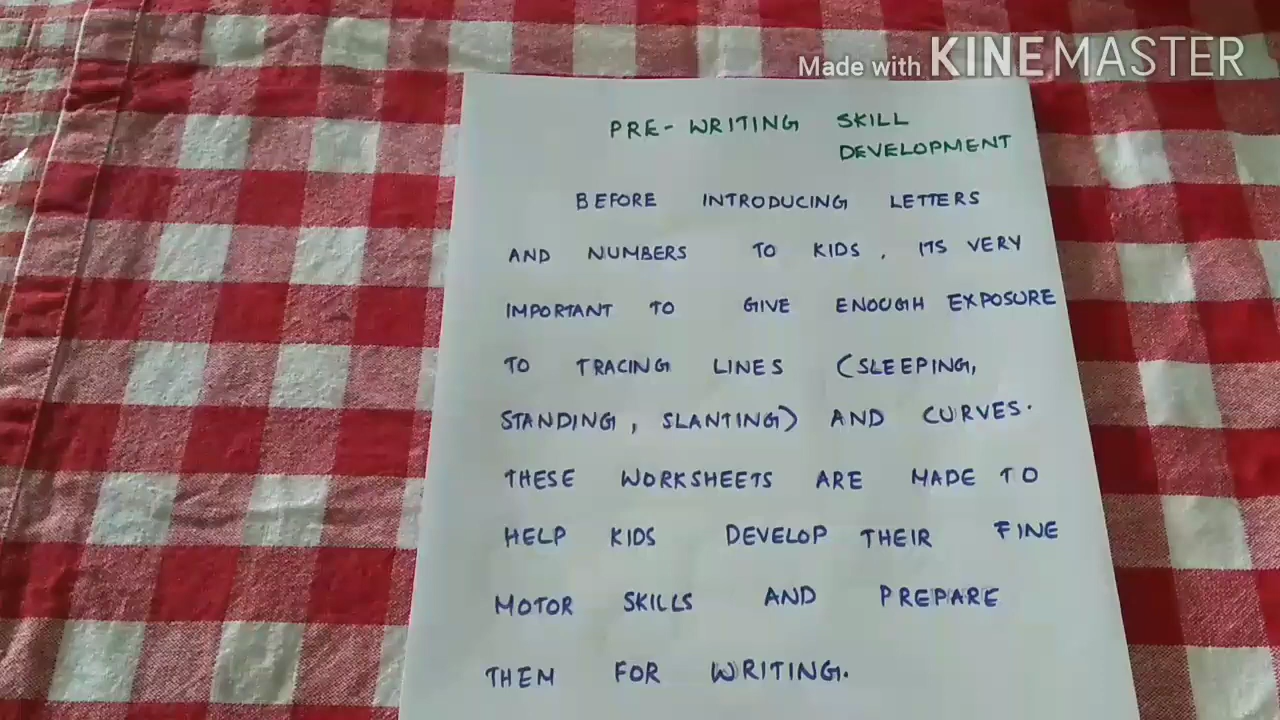 Made with KINEMASTER
PRE-WRITING SKILL
DEVELOPMENT
BEFORE INTRODUCING LETTERS
AND NUMBERS TO KIDS, ITS VERY
IMPORTANT TO GIVE ENOUGH EXPOSURE
TO TRACING LINES (SLEEPING,
STANDING, SLANTING) AND CURVES.
THESE WORKSHEETS ARE MADE TO
HELP KIDS DEVELOP THEIR FINE
MOTOR SKILLS AND PREPARE
THEM FOR WRITING.